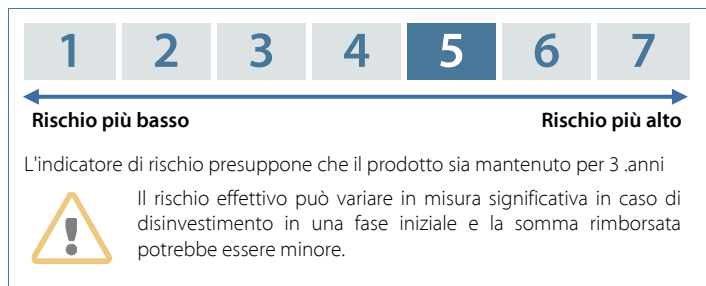 1 2 3 4 5 6 7
Rischio più basso Rischio più alto
L'indicatore di rischio presuppone che il prodotto sia mantenuto per 3 .anni
Il rischio effettivo può variare in misura significativa in caso di
disinvestimento in una fase iniziale e la somma rimborsata
potrebbe essere minore.